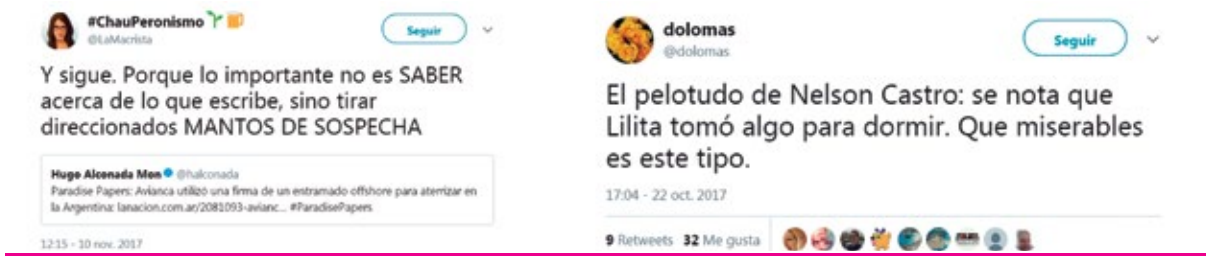 #ChauPeronismo
@LaMacrista
Seguir
Y sigue. Porque lo importante no es SABER
acerca de lo que escribe, sino tirar
direccionados MANTOS DE SOSPECHA
Hugo Alconada Mon @halconada
Paradise Papers: Avianca utilizó una firma de un entramado offshore para aterrizar en
la Argentina: lanacion.com.ar/2081093-avianc... #ParadisePapers
12:15 - 10 nov. 2017
dolomas
@dolomas
Seguir
El pelotudo de Nelson Castro: se nota que
Lilita tomó algo para dormir. Que miserables
es este tipo.
17:04 - 22 oct. 2017
9 Retweets 32 Me gusta